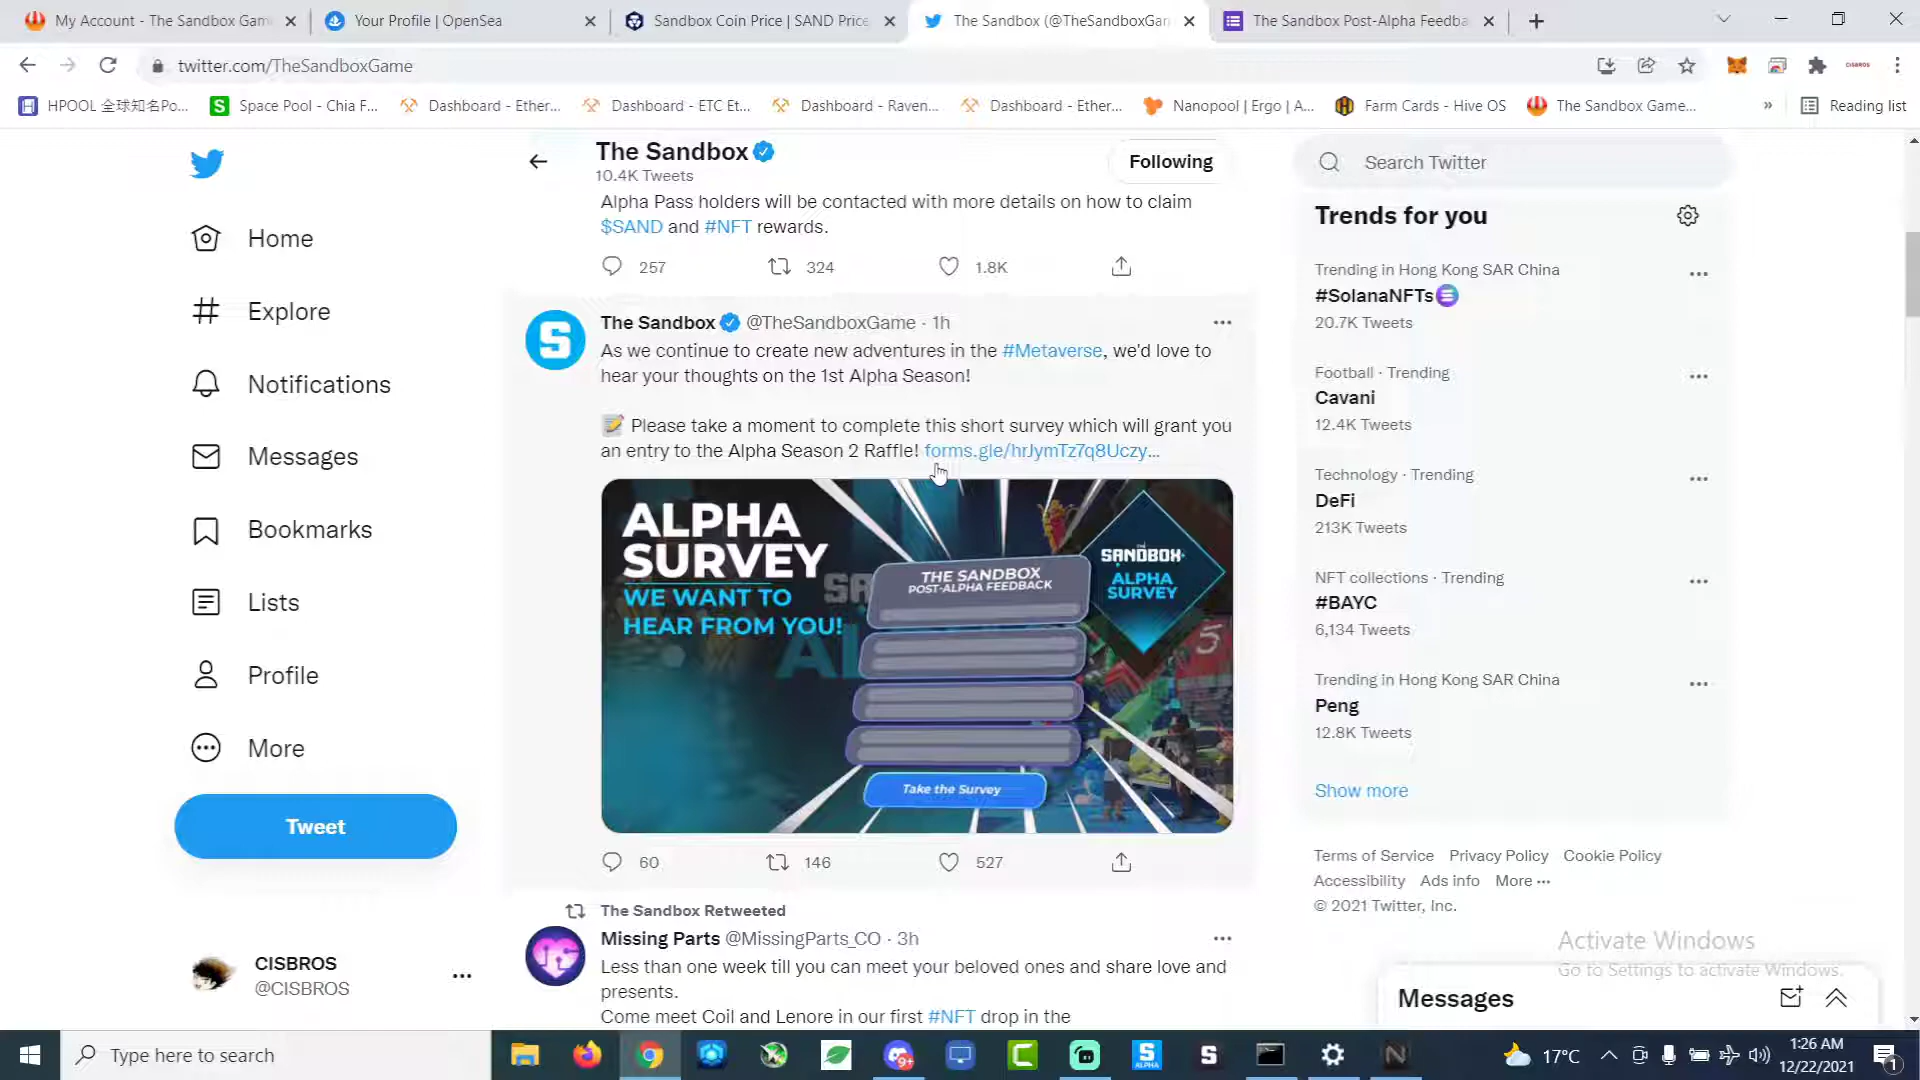 My Account - The Sandbox Gam
Your Profile | OpenSea
Sandbox Coin Price | SAND Price
The Sandbox (@TheSandboxGam
The Sandbox Post-Alpha Feedba
twitter.com/TheSandboxGame
HPOOL 全球知名Po...
Space Pool - Chia F...
Dashboard - Ether...
Dashboard - ETC Et...
Dashboard - Raven...
Dashboard - Ether...
Nanopool | Ergo | A...
Farm Cards - Hive OS
The Sandbox Game...
Reading list
The Sandbox
10.4K Tweets
Following
Search Twitter
Home
Explore
Notifications
Messages
Bookmarks
Lists
Profile
More
Tweet
CISBROS
@CISBROS
Alpha Pass holders will be contacted with more details on how to claim
$SAND and #NFT rewards.
257 324 1.8K
The Sandbox @TheSandboxGame · 1h
As we continue to create new adventures in the #Metaverse, we'd love to
hear your thoughts on the 1st Alpha Season!
Please take a moment to complete this short survey which will grant you
an entry to the Alpha Season 2 Raffle! forms.gle/hrJymTz7q8Uczy...
ALPHA
SURVEY
WE WANT TO
HEAR FROM YOU!
THE SANDBOX
POST-ALPHA FEEDBACK
Take the Survey
THE
SANDBOX
ALPHA
SURVEY
60 146 527
The Sandbox Retweeted
Missing Parts @MissingParts_CO · 3h
Less than one week till you can meet your beloved ones and share love and
presents.
Come meet Coil and Lenore in our first #NFT drop in the
Trends for you
Trending in Hong Kong SAR China
#SolanaNFTs
20.7K Tweets
Football · Trending
Cavani
12.4K Tweets
Technology · Trending
DeFi
213K Tweets
NFT collections · Trending
#BAYC
6,134 Tweets
Trending in Hong Kong SAR China
Peng
12.8K Tweets
Show more
Terms of Service Privacy Policy Cookie Policy
Accessibility Ads info More ···
© 2021 Twitter, Inc.
Activate Windows
Go to Settings to activate Windows.
Messages
Type here to search
17°C
1:26 AM
12/22/2021